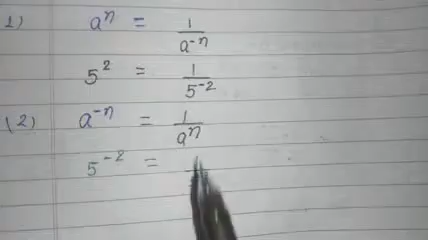 1) aⁿ = 1/a⁻ⁿ
5² = 1/5⁻²
(2) a⁻ⁿ = 1/aⁿ
5⁻² =